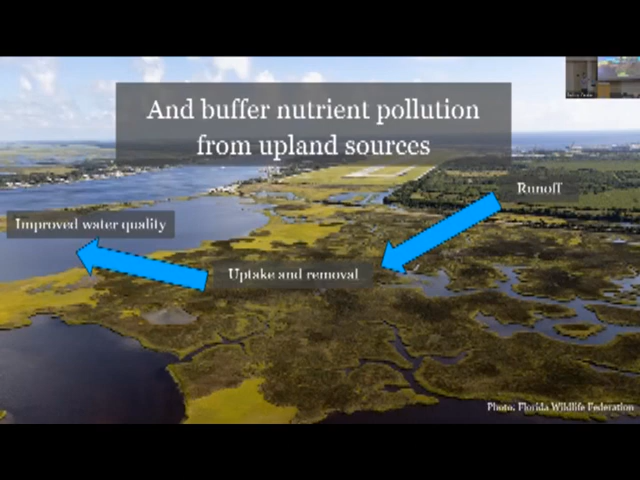 And buffer nutrient pollution
from upland sources
Runoff
Improved water quality
Uptake and removal
Photo: Florida Wildlife Federation